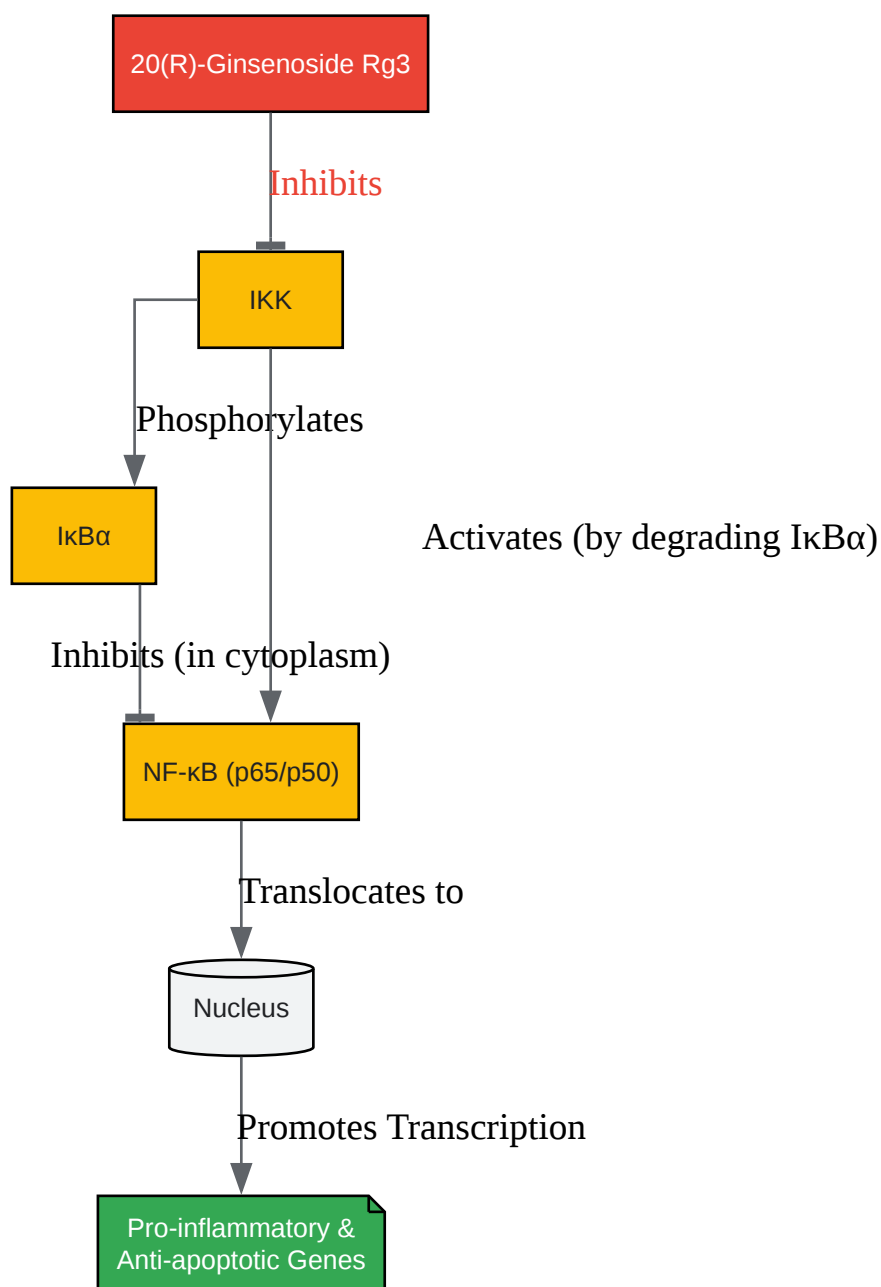 20(R)-Ginsenoside Rg3
Inhibits
IKK
Phosphorylates
IκBα
Activates (by degrading IκBα)
Inhibits (in cytoplasm)
NF-κB (p65/p50)
Translocates to
Nucleus
Promotes Transcription
Pro-inflammatory &
Anti-apoptotic Genes